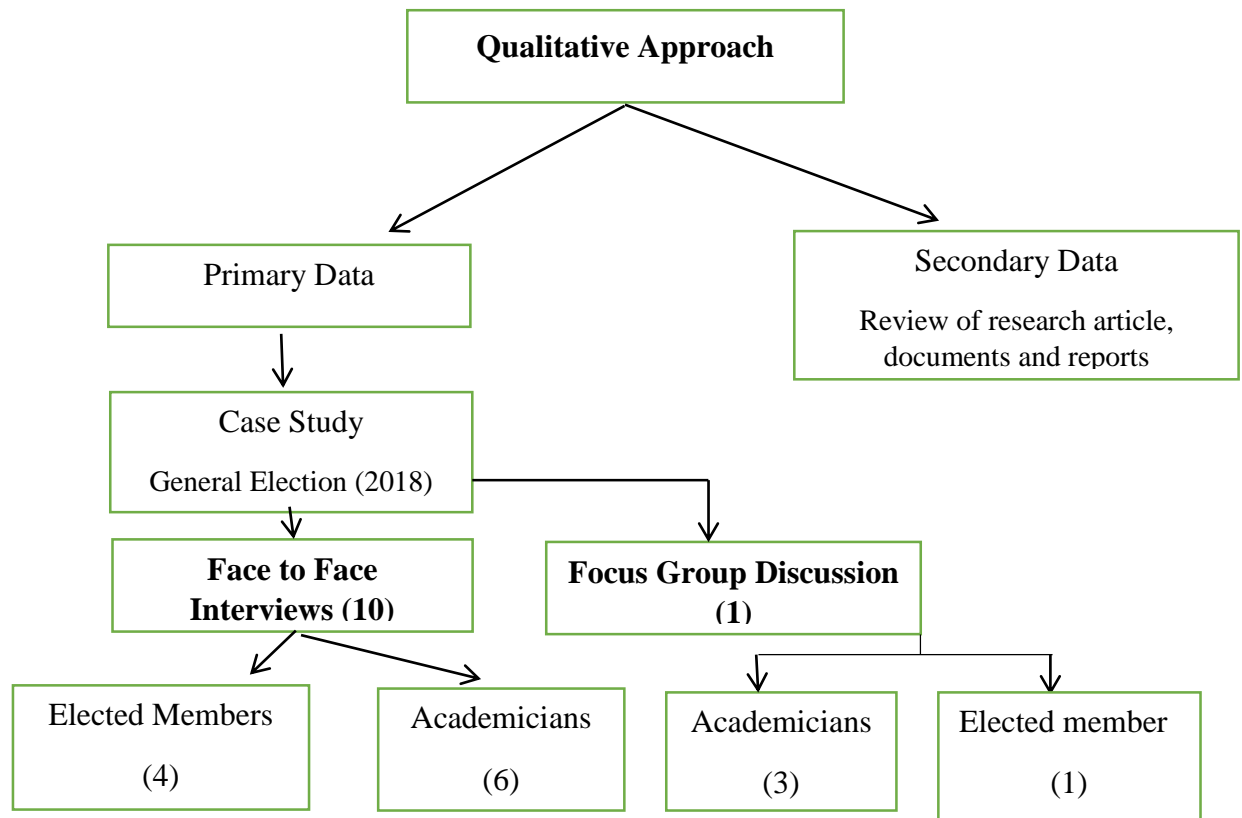 Qualitative Approach
Primary Data
Secondary Data
Review of research article,
documents and reports
Case Study
General Election (2018)
Face to Face
Interviews (10)
Focus Group Discussion
(1)
Elected Members
(4)
Academicians
(6)
Academicians
(3)
Elected member
(1)